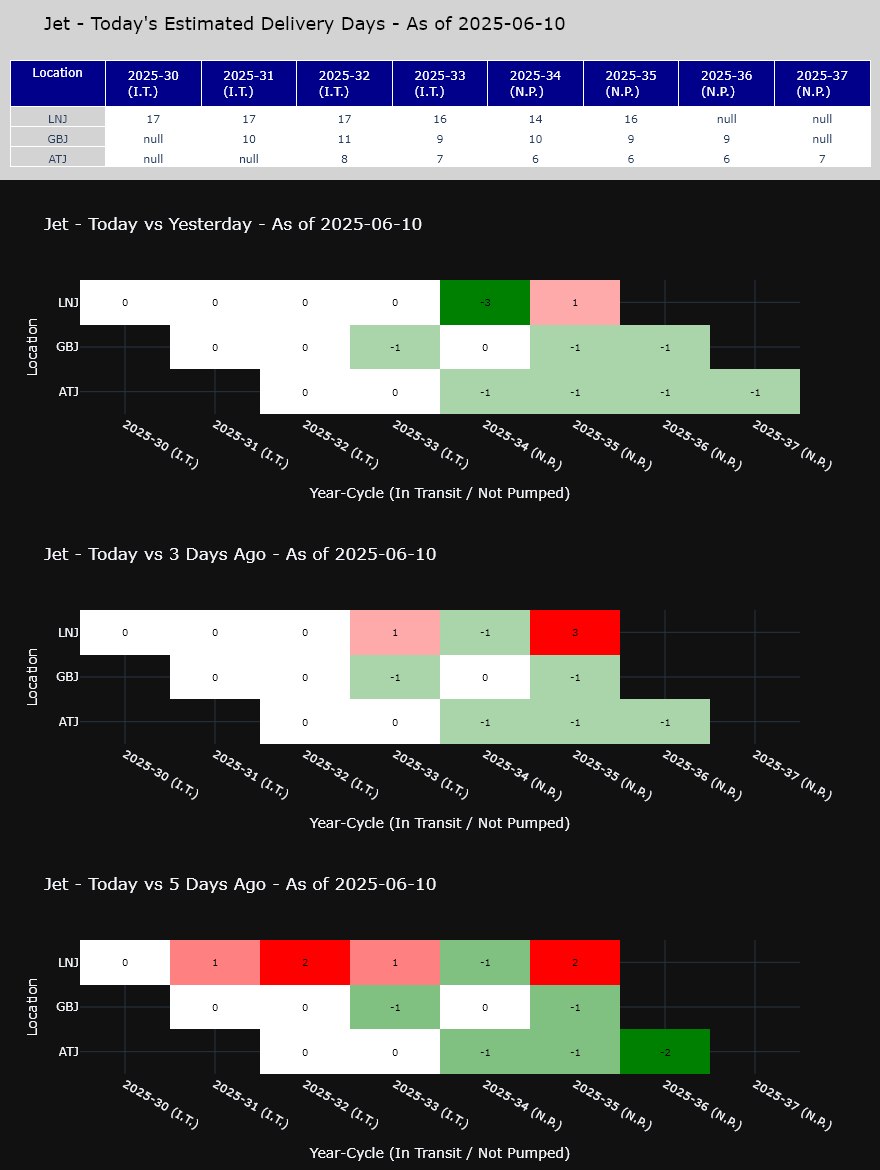 Jet - Today's Estimated Delivery Days - As of 2025-06-10
Location 2025-30 (I.T.) 2025-31 (I.T.) 2025-32 (I.T.) 2025-33 (I.T.) 2025-34 (N.P.) 2025-35 (N.P.) 2025-36 (N.P.) 2025-37 (N.P.)
LNJ 17 17 17 16 14 16 null null
GBJ null 10 11 9 10 9 9 null
ATJ null null 8 7 6 6 6 7
Jet - Today vs Yesterday - As of 2025-06-10
Location
LNJ 0 0 0 0 -3 1
GBJ 0 0 -1 0 -1 -1
ATJ 0 0 -1 -1 -1 -1
2025-30 (I.T.) 2025-31 (I.T.) 2025-32 (I.T.) 2025-33 (I.T.) 2025-34 (N.P.) 2025-35 (N.P.) 2025-36 (N.P.) 2025-37 (N.P.)
Year-Cycle (In Transit / Not Pumped)
Jet - Today vs 3 Days Ago - As of 2025-06-10
Location
LNJ 0 0 0 1 -1 3
GBJ 0 0 -1 0 -1
ATJ 0 0 -1 -1 -1
2025-30 (I.T.) 2025-31 (I.T.) 2025-32 (I.T.) 2025-33 (I.T.) 2025-34 (N.P.) 2025-35 (N.P.) 2025-36 (N.P.) 2025-37 (N.P.)
Year-Cycle (In Transit / Not Pumped)
Jet - Today vs 5 Days Ago - As of 2025-06-10
Location
LNJ 0 1 2 1 -1 2
GBJ 0 0 -1 0 -1
ATJ 0 0 -1 -1 -2
2025-30 (I.T.) 2025-31 (I.T.) 2025-32 (I.T.) 2025-33 (I.T.) 2025-34 (N.P.) 2025-35 (N.P.) 2025-36 (N.P.) 2025-37 (N.P.)
Year-Cycle (In Transit / Not Pumped)